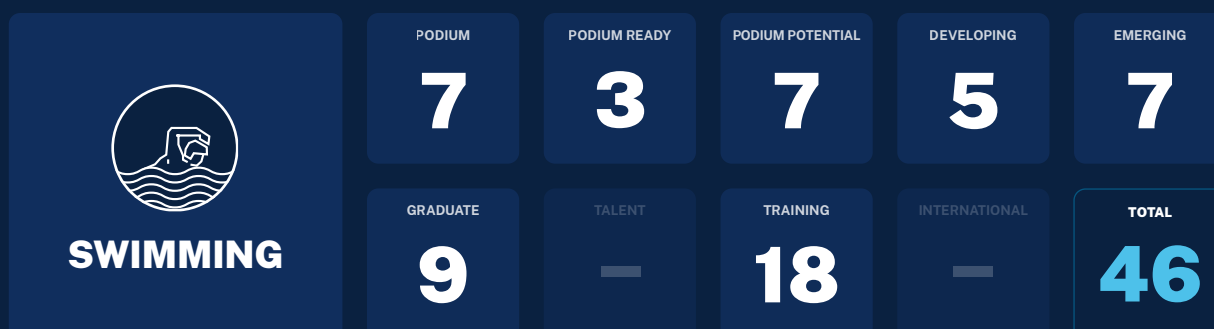 SWIMMING
PODIUM
7
PODIUM READY
3
PODIUM POTENTIAL
7
DEVELOPING
5
EMERGING
7
GRADUATE
9
TALENT
–
TRAINING
18
INTERNATIONAL
–
TOTAL
46